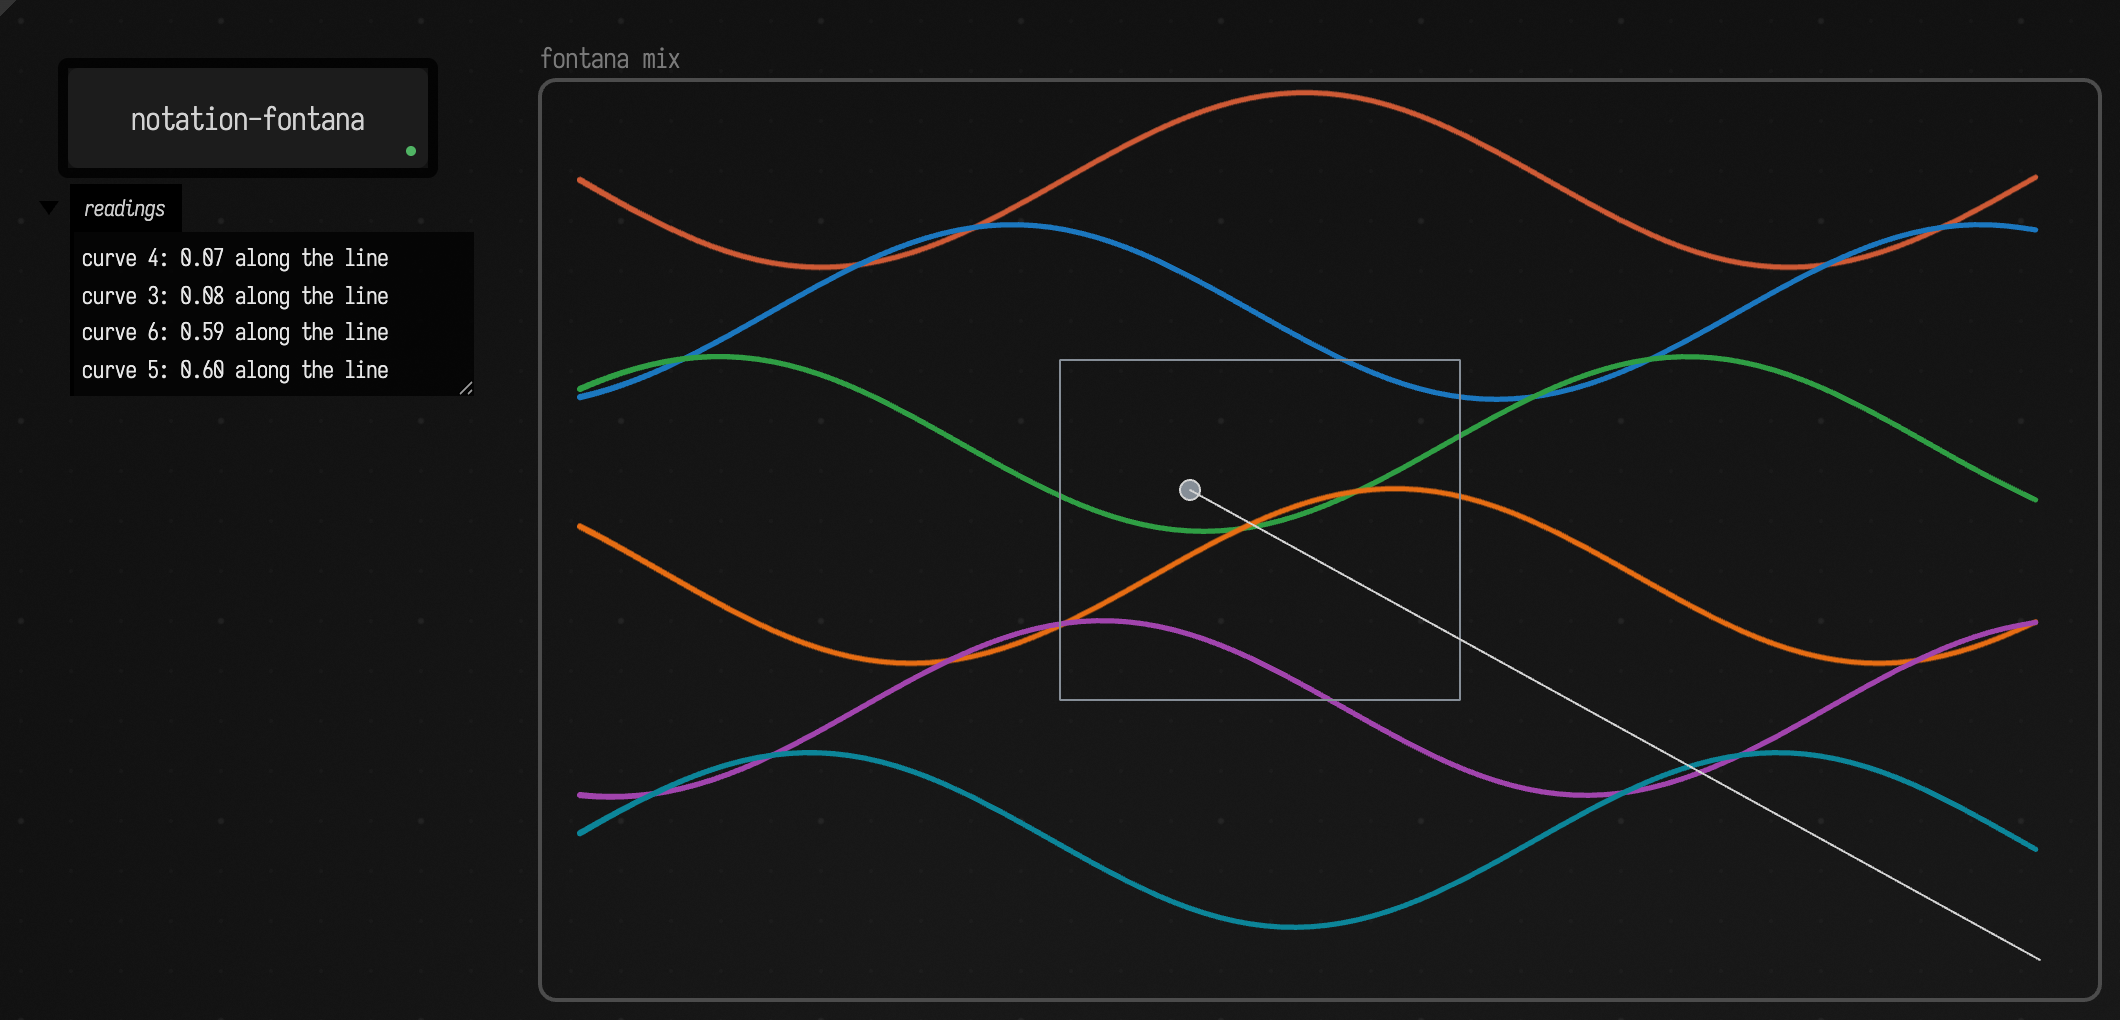 fontana mix
notation-fontana
readings
curve 4: 0.07 along the line
curve 3: 0.08 along the line
curve 6: 0.59 along the line
curve 5: 0.60 along the line